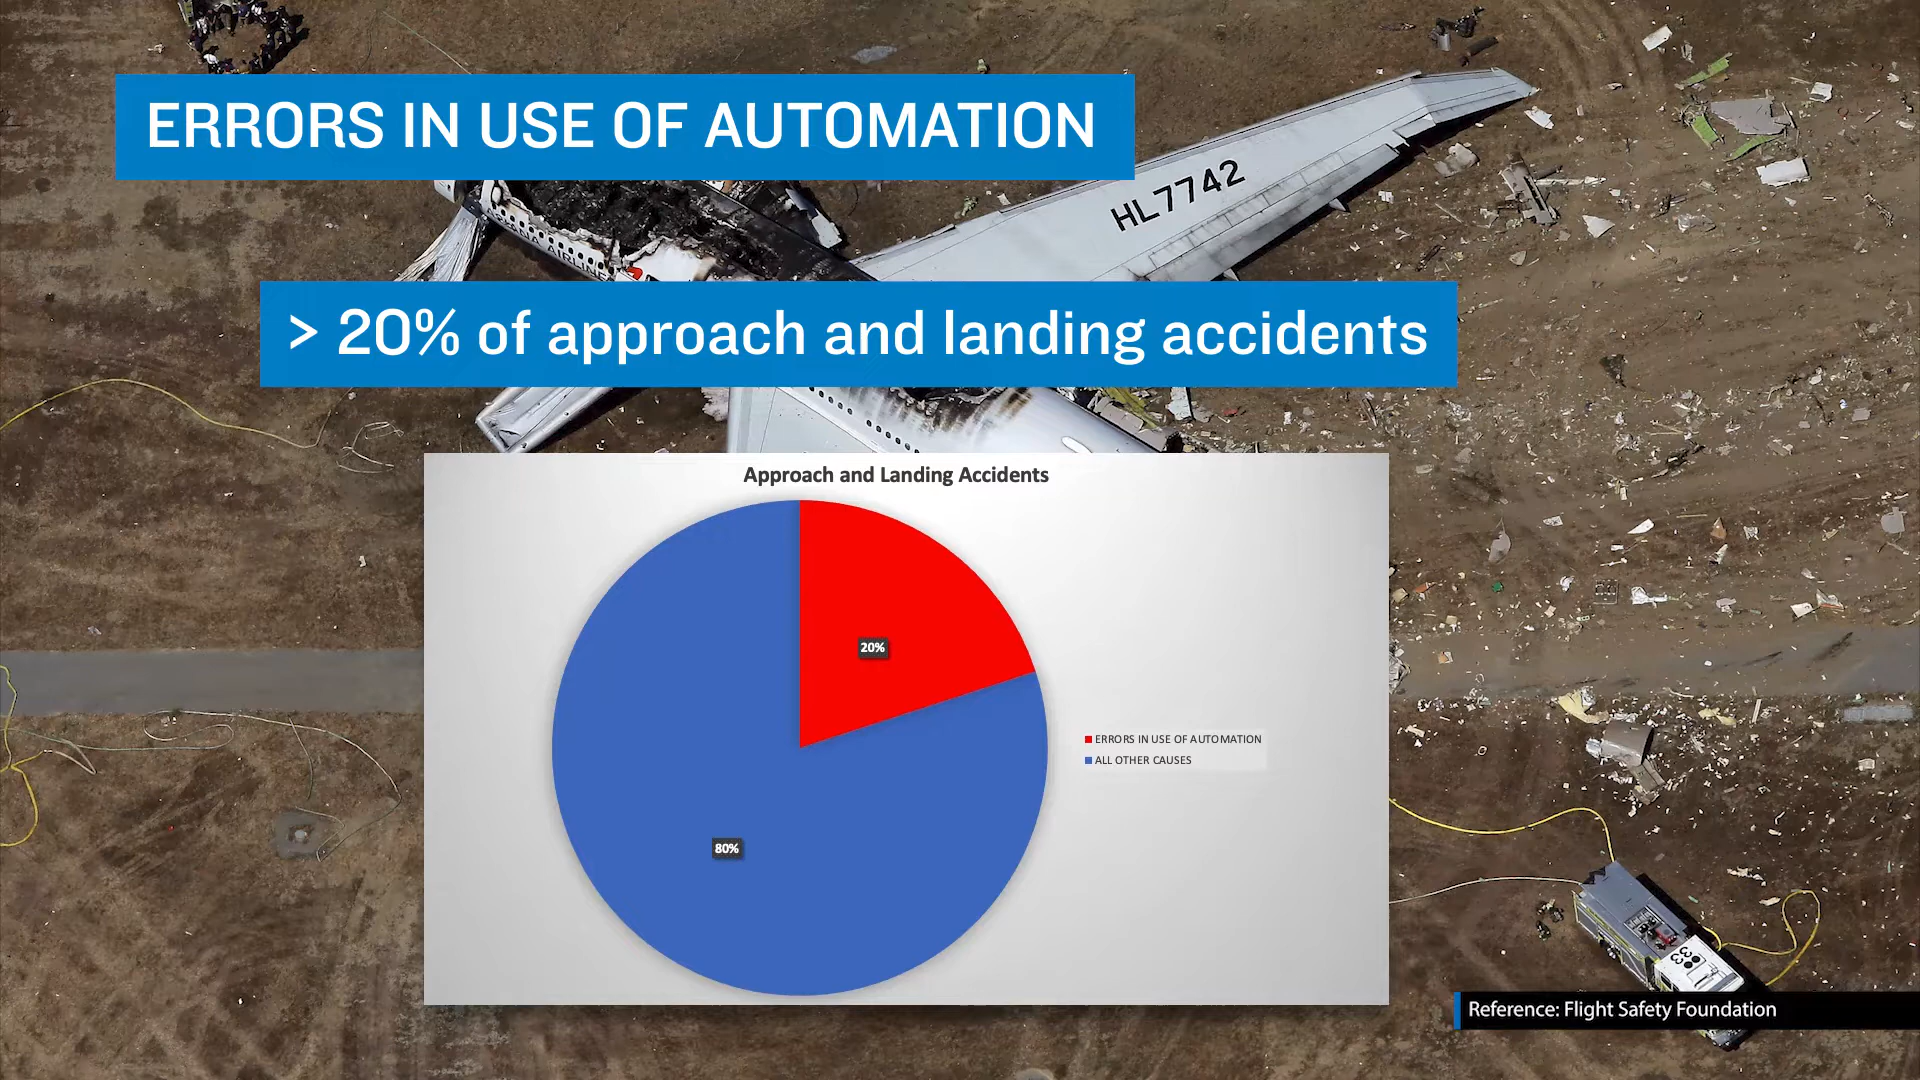 ERRORS IN USE OF AUTOMATION
HL7742
> 20% of approach and landing accidents
Approach and Landing Accidents
20%
ERRORS IN USE OF AUTOMATION
ALL OTHER CAUSES
80%
Reference: Flight Safety Foundation